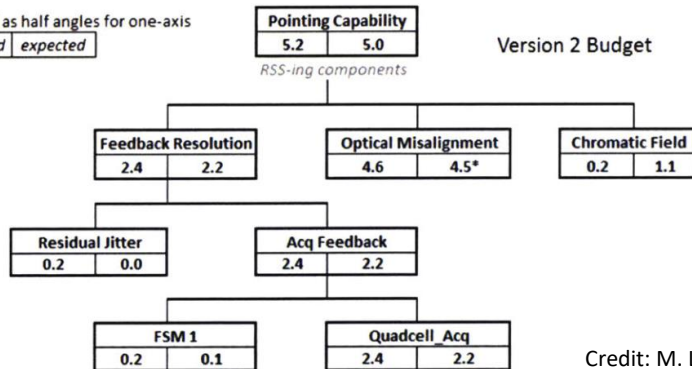 as half angles for one-axis
expected
Pointing Capability
5.2 5.0
Version 2 Budget
RSS-ing components
Feedback Resolution
2.4 2.2
Optical Misalignment
4.6 4.5*
Chromatic Field
0.2 1.1
Residual Jitter
0.2 0.0
Acq Feedback
2.4 2.2
FSM 1
0.2 0.1
Quadcell_Acq
2.4 2.2
Credit: M.